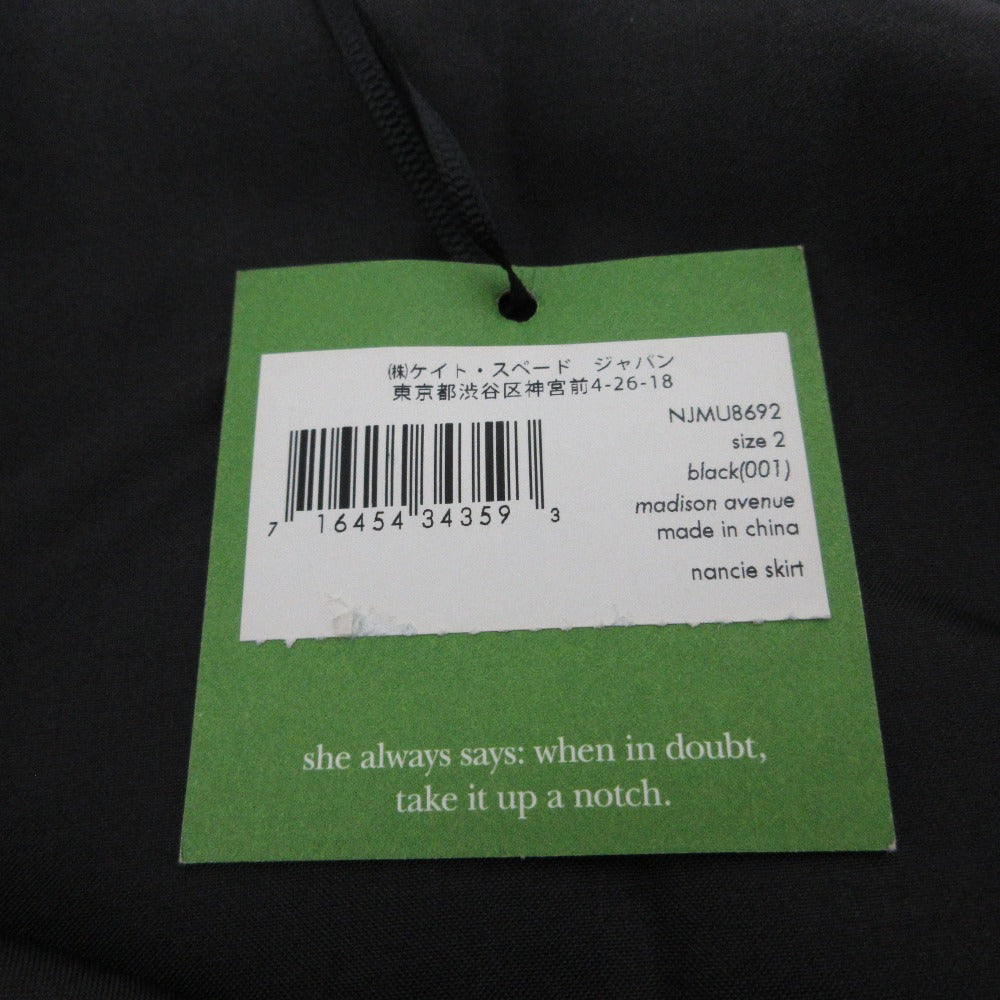 ㈱ケイト・スペード　ジャパン
東京都渋谷区神宮前4-26-18
NJMU8692
size 2
black(001)
madison avenue
made in china
nancie skirt
7 16454 34359 3
she always says: when in doubt,
take it up a notch.